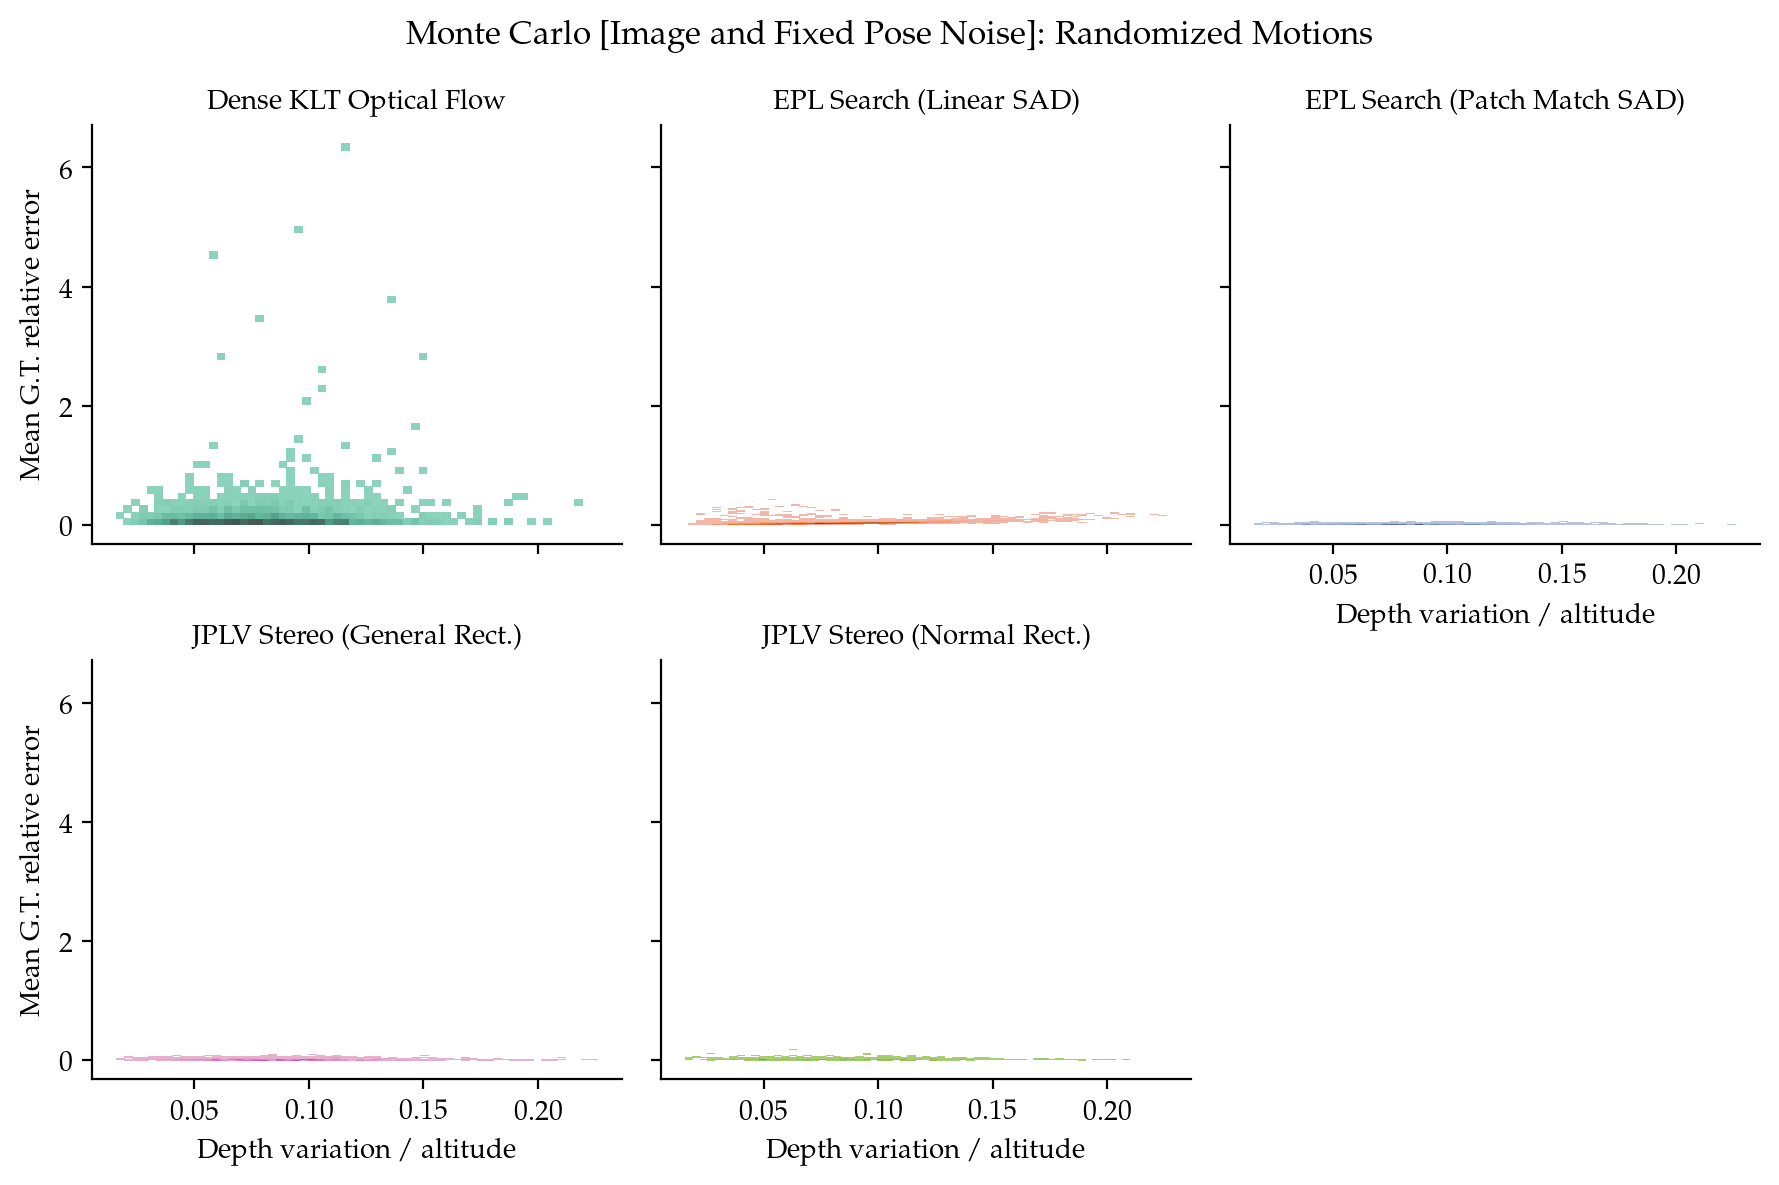 Monte Carlo [Image and Fixed Pose Noise]: Randomized Motions
Dense KLT Optical Flow
EPL Search (Linear SAD)
EPL Search (Patch Match SAD)
Mean G.T. relative error
6
4
2
0
0.05 0.10 0.15 0.20
Depth variation / altitude
JPLV Stereo (General Rect.)
JPLV Stereo (Normal Rect.)
Mean G.T. relative error
6
4
2
0
0.05 0.10 0.15 0.20
Depth variation / altitude
0.05 0.10 0.15 0.20
Depth variation / altitude